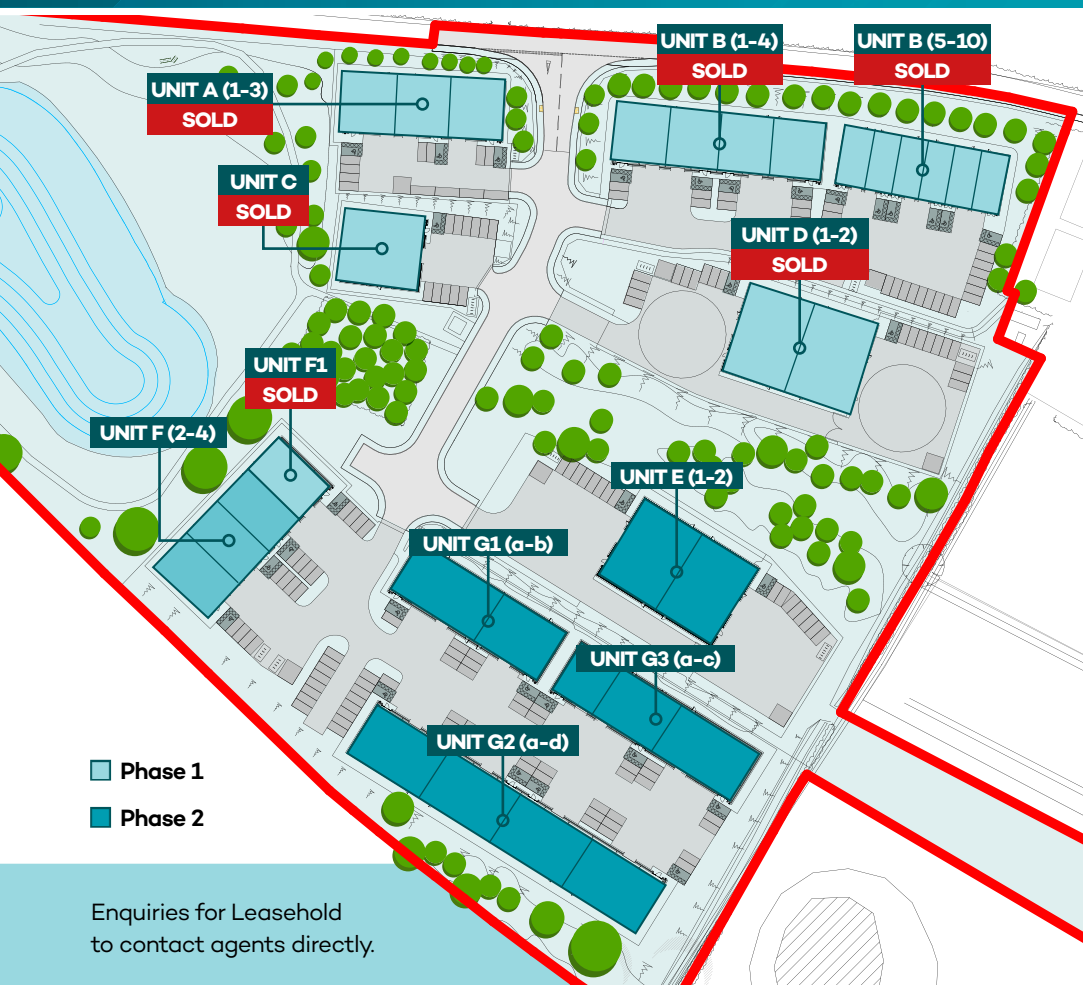 UNIT B (1-4)
SOLD
UNIT B (5-10)
SOLD
UNIT A (1-3)
SOLD
UNIT C
SOLD
UNIT D (1-2)
SOLD
UNIT F1
SOLD
UNIT F (2-4)
UNIT E (1-2)
UNIT G1 (a-b)
UNIT G3 (a-c)
UNIT G2 (a-d)
Phase 1
Phase 2
Enquiries for Leasehold
to contact agents directly.